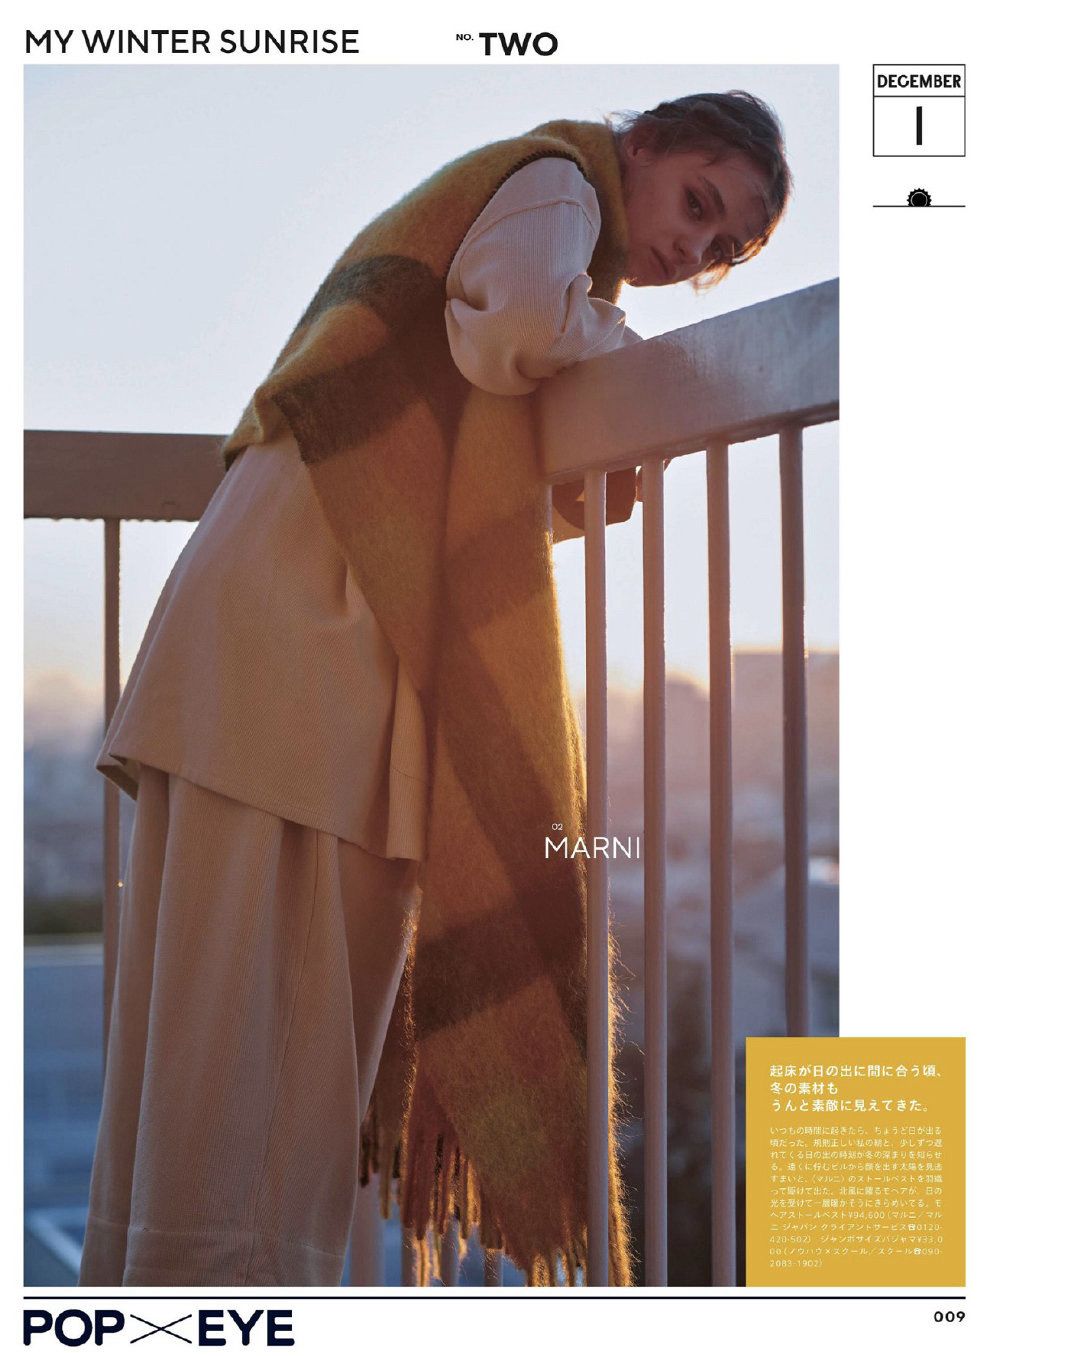 MY WINTER SUNRISE
NO. TWO
DECEMBER
1
02
MARNI
起床が日の出に間に合う頃、
冬の素材も
うんと素敵に見えてきた。
いつもの時間に起きたら、ちょうど日が出る
頃だった。規則正しい私の朝と、少しずつ遅
れてくる日の出の時刻が冬の深まりを知らせ
る。遠くに佇むビルから顔を出す太陽を見逃
すまいと、〈マルニ〉のストールベストを羽織
って駆けて出た。北風に躍るモヘアが、日の
光を受けて一層暖かそうにきらめいてる。モ
ヘアストールベスト¥94,600（マルニ／マル
ニ ジャパン クライアントサービス☎0120-
420-502） ジャンボサイズパジャマ¥33,0
00（ノウハウ×スクール／スクール☎090-
2083-1902）
POP×EYE
009